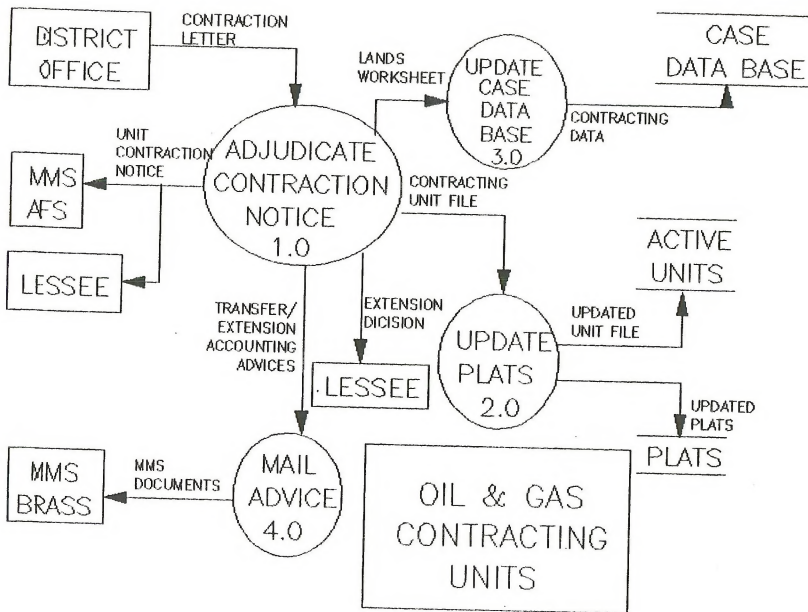 DISTRICT
OFFICE
CONTRACTION
LETTER
CASE
DATA BASE
LANDS
WORKSHEET
UPDATE
CASE
DATA
BASE
3.0
CONTRACTING
DATA
UNIT
CONTRACTION
NOTICE
MMS
AFS
ADJUDICATE
CONTRACTION
NOTICE
1.0
CONTRACTING
UNIT FILE
LESSEE
ACTIVE
UNITS
TRANSFER/
EXTENSION
ACCOUNTING
ADVICES
EXTENSION
DICISION
LESSEE
UPDATE
PLATS
2.0
UPDATED
UNIT FILE
UPDATED
PLATS
PLATS
MMS
BRASS
MMS
DOCUMENTS
MAIL
ADVICE
4.0
OIL & GAS
CONTRACTING
UNITS